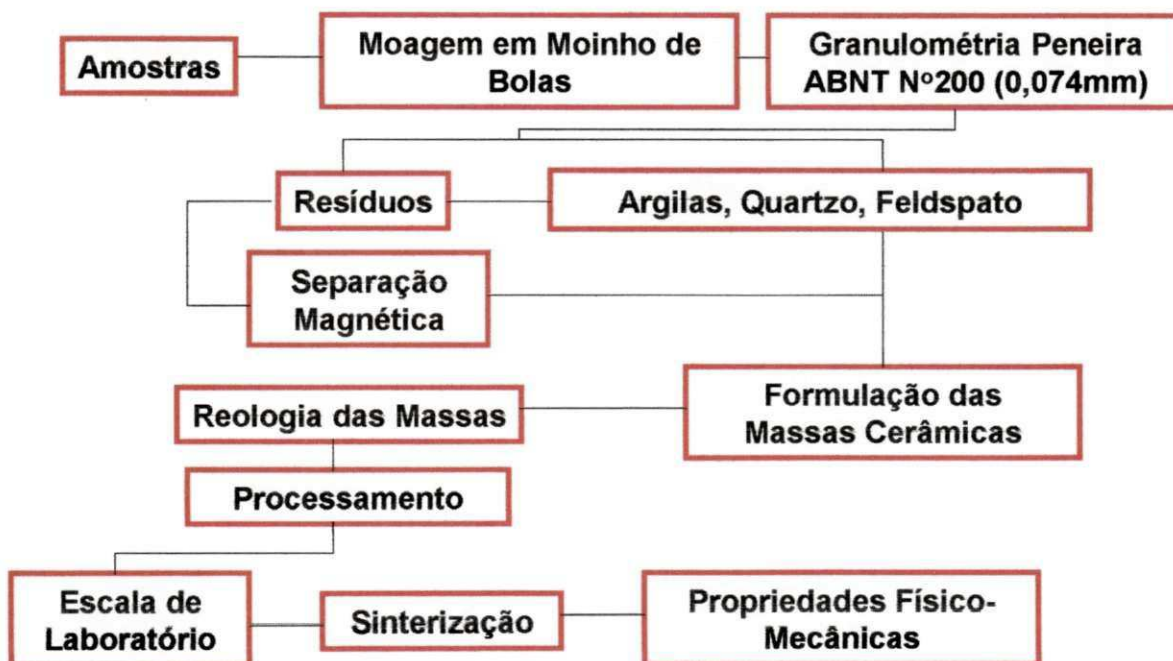 Amostras
Moagem em Moinho de
Bolas
Granulométria Peneira
ABNT Nº200 (0,074mm)
Resíduos
Argilas, Quartzo, Feldspato
Separação
Magnética
Formulação das
Massas Cerâmicas
Reologia das Massas
Processamento
Escala de
Laboratório
Sinterização
Propriedades Físico-
Mecânicas